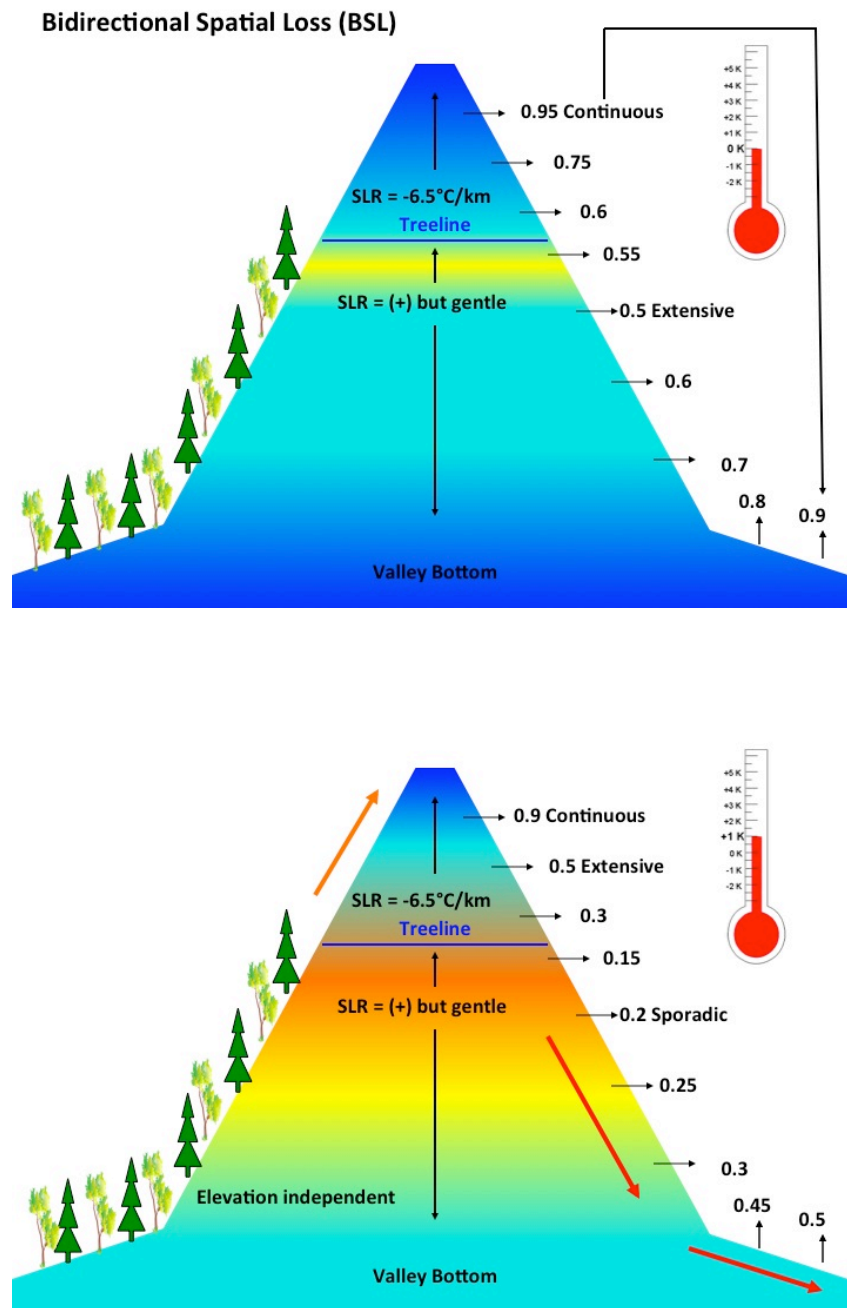 Bidirectional Spatial Loss (BSL)
+5 K
+4 K
+3 K
+2 K
+1 K
0 K
-1 K
-2 K
0.95 Continuous
0.75
SLR = -6.5°C/km
0.6
Treeline
0.55
SLR = (+) but gentle
0.5 Extensive
0.6
0.7
0.8
0.9
Valley Bottom
+5 K
+4 K
+3 K
+2 K
+1 K
0 K
-1 K
-2 K
0.9 Continuous
0.5 Extensive
SLR = -6.5°C/km
0.3
Treeline
0.15
SLR = (+) but gentle
0.2 Sporadic
0.25
0.3
Elevation independent
0.45
0.5
Valley Bottom